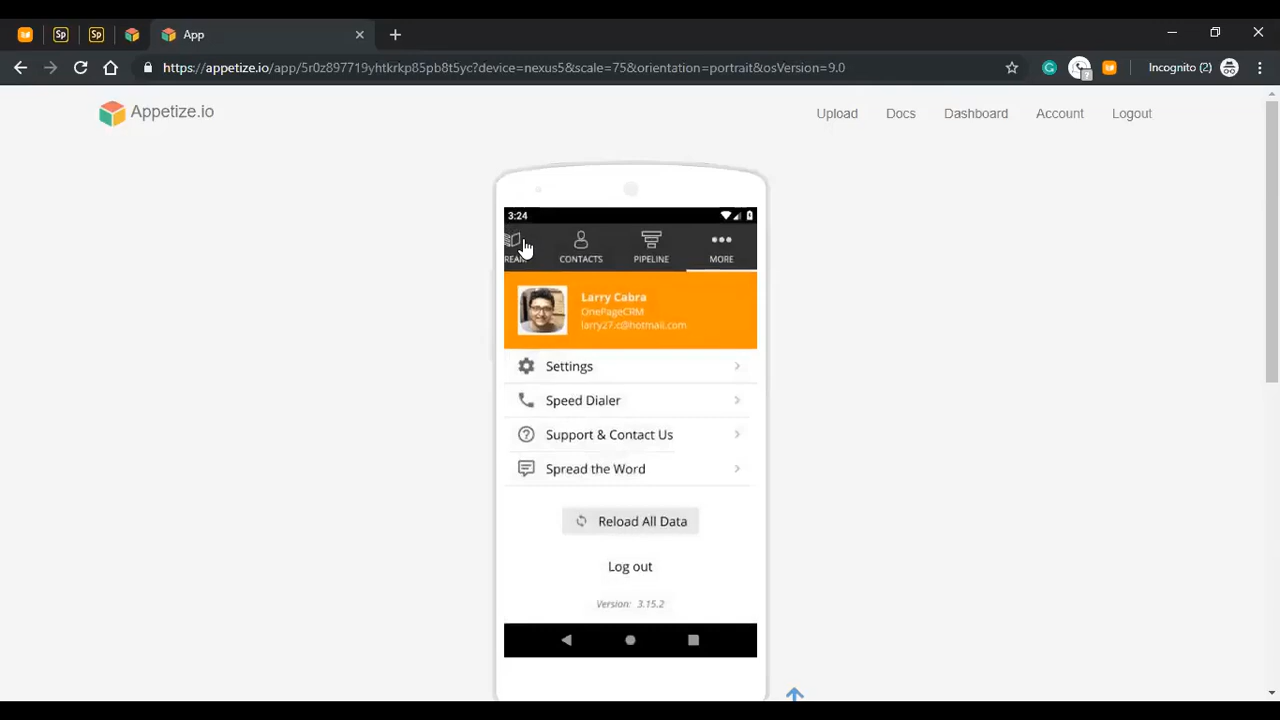 Sp
Sp
App
https://appetize.io/app/5r0z897719yhtkrkp85pb8t5yc?device=nexus5&scale=75&orientation=portrait&osVersion=9.0
Incognito (2)
Appetize.io
Upload
Docs
Dashboard
Account
Logout
3:24
CONTACTS
PIPELINE
MORE
Larry Cabra
OnePageCRM
larry27.c@hotmail.com
Settings
Speed Dialer
Support & Contact Us
Spread the Word
Reload All Data
Log out
Version: 3.15.2